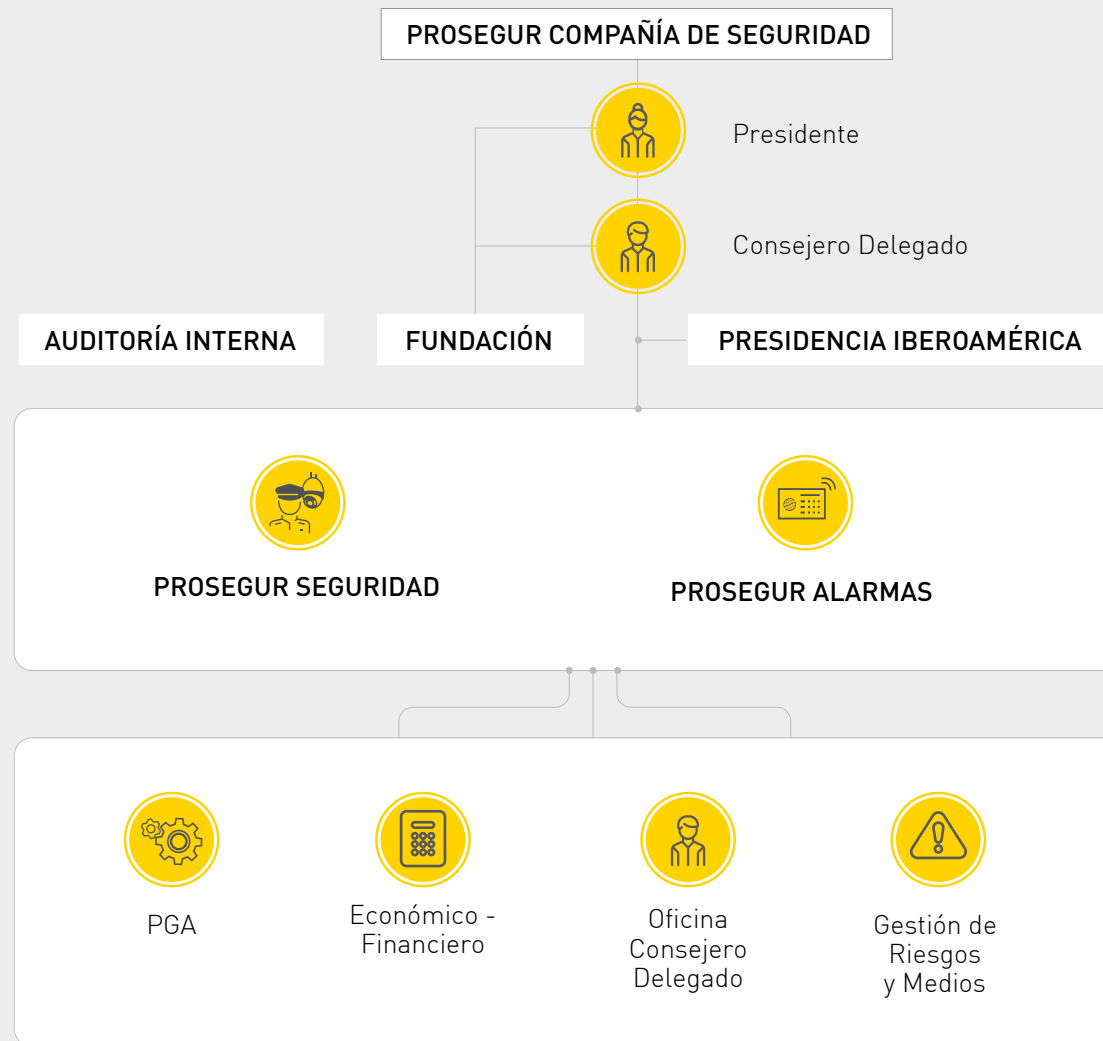 PROSEGUR COMPAÑÍA DE SEGURIDAD
Presidente
Consejero Delegado
AUDITORÍA INTERNA
FUNDACIÓN
PRESIDENCIA IBEROAMÉRICA
PROSEGUR SEGURIDAD
PROSEGUR ALARMAS
PGA
Económico -
Financiero
Oficina
Consejero
Delegado
Gestión de
Riesgos
y Medios